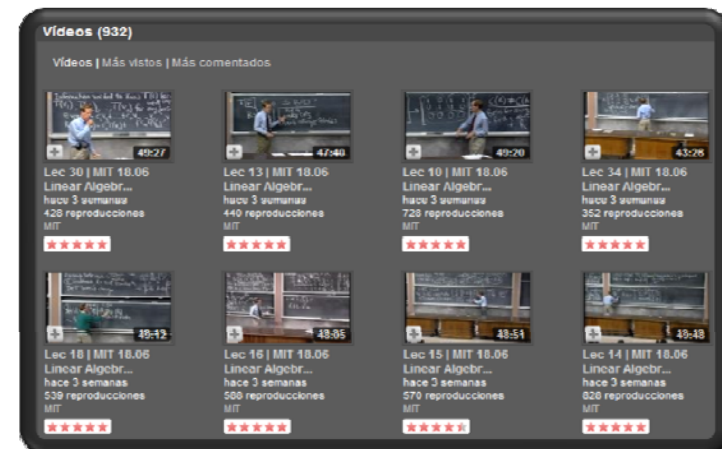 Vídeos (932)
Vídeos | Más vistos | Más comentados
49:27
47:40
49:20
43:26
Lec 30 | MIT 18.06
Lec 13 | MIT 18.06
Lec 10 | MIT 18.06
Lec 34 | MIT 18.06
Linear Algebr...
Linear Algebr...
Linear Algebr...
Linear Algebr...
hace 3 semanas
hace 3 semanas
hace 3 semanas
hace 3 semanas
428 reproducciones
440 reproducciones
728 reproducciones
352 reproducciones
MIT
MIT
MIT
MIT
48:05
48:51
Lec 18 | MIT 18.06
Lec 16 | MIT 18.06
Lec 15 | MIT 18.06
Lec 14 | MIT 18.06
Linear Algebr...
Linear Algebr...
Linear Algebr...
Linear Algebr...
hace 3 semanas
hace 3 semanas
hace 3 semanas
hace 3 semanas
539 reproducciones
588 reproducciones
570 reproducciones
828 reproducciones
MIT
MIT
MIT
MIT